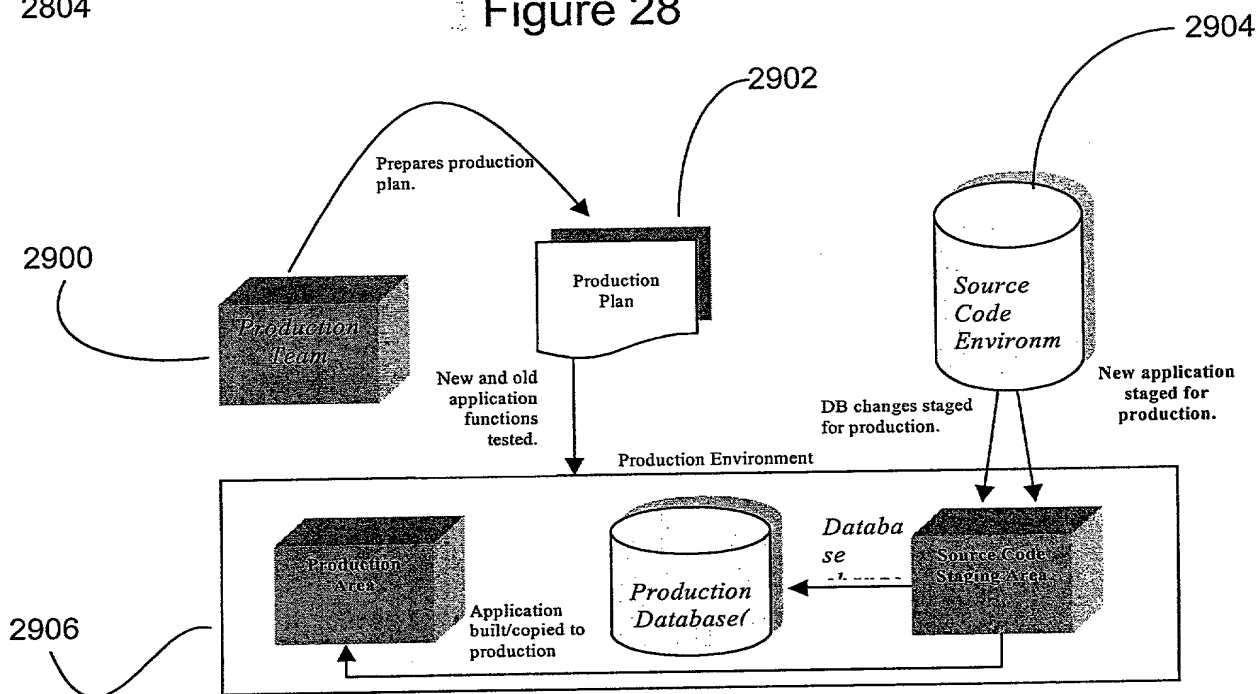 2804
Figure 28
2904
2902
Prepares production
plan.
2900
Production
Plan
Production
Team
Source
Code
Environm
New and old
application
functions
tested.
DB changes staged
for production.
New application
staged for
production.
Production Environment
Production
Area
Databa
se
Source Code
Staging Area
Production
Database(
Application
built/copied to
production
2906